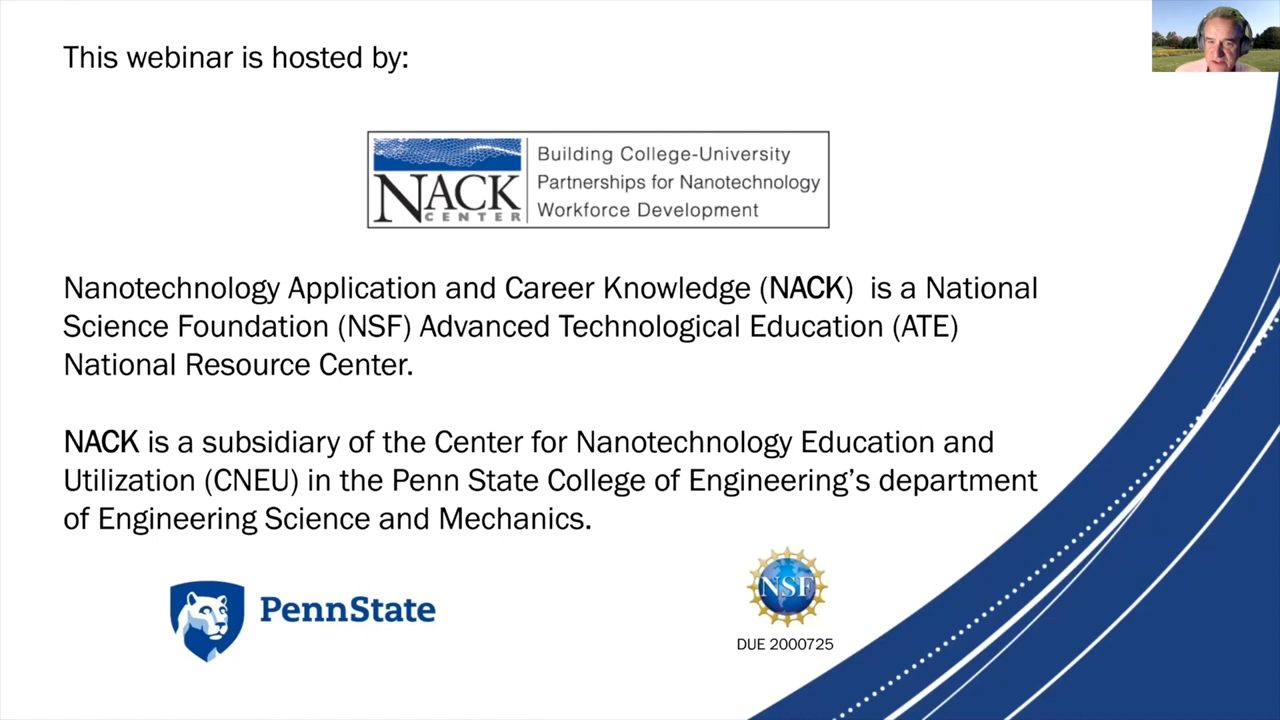 This webinar is hosted by:
NACK
CENTER
Building College-University
Partnerships for Nanotechnology
Workforce Development
Nanotechnology Application and Career Knowledge (NACK)  is a National
Science Foundation (NSF) Advanced Technological Education (ATE)
National Resource Center.
NACK is a subsidiary of the Center for Nanotechnology Education and
Utilization (CNEU) in the Penn State College of Engineering’s department
of Engineering Science and Mechanics.
PennState
NSF
DUE 2000725